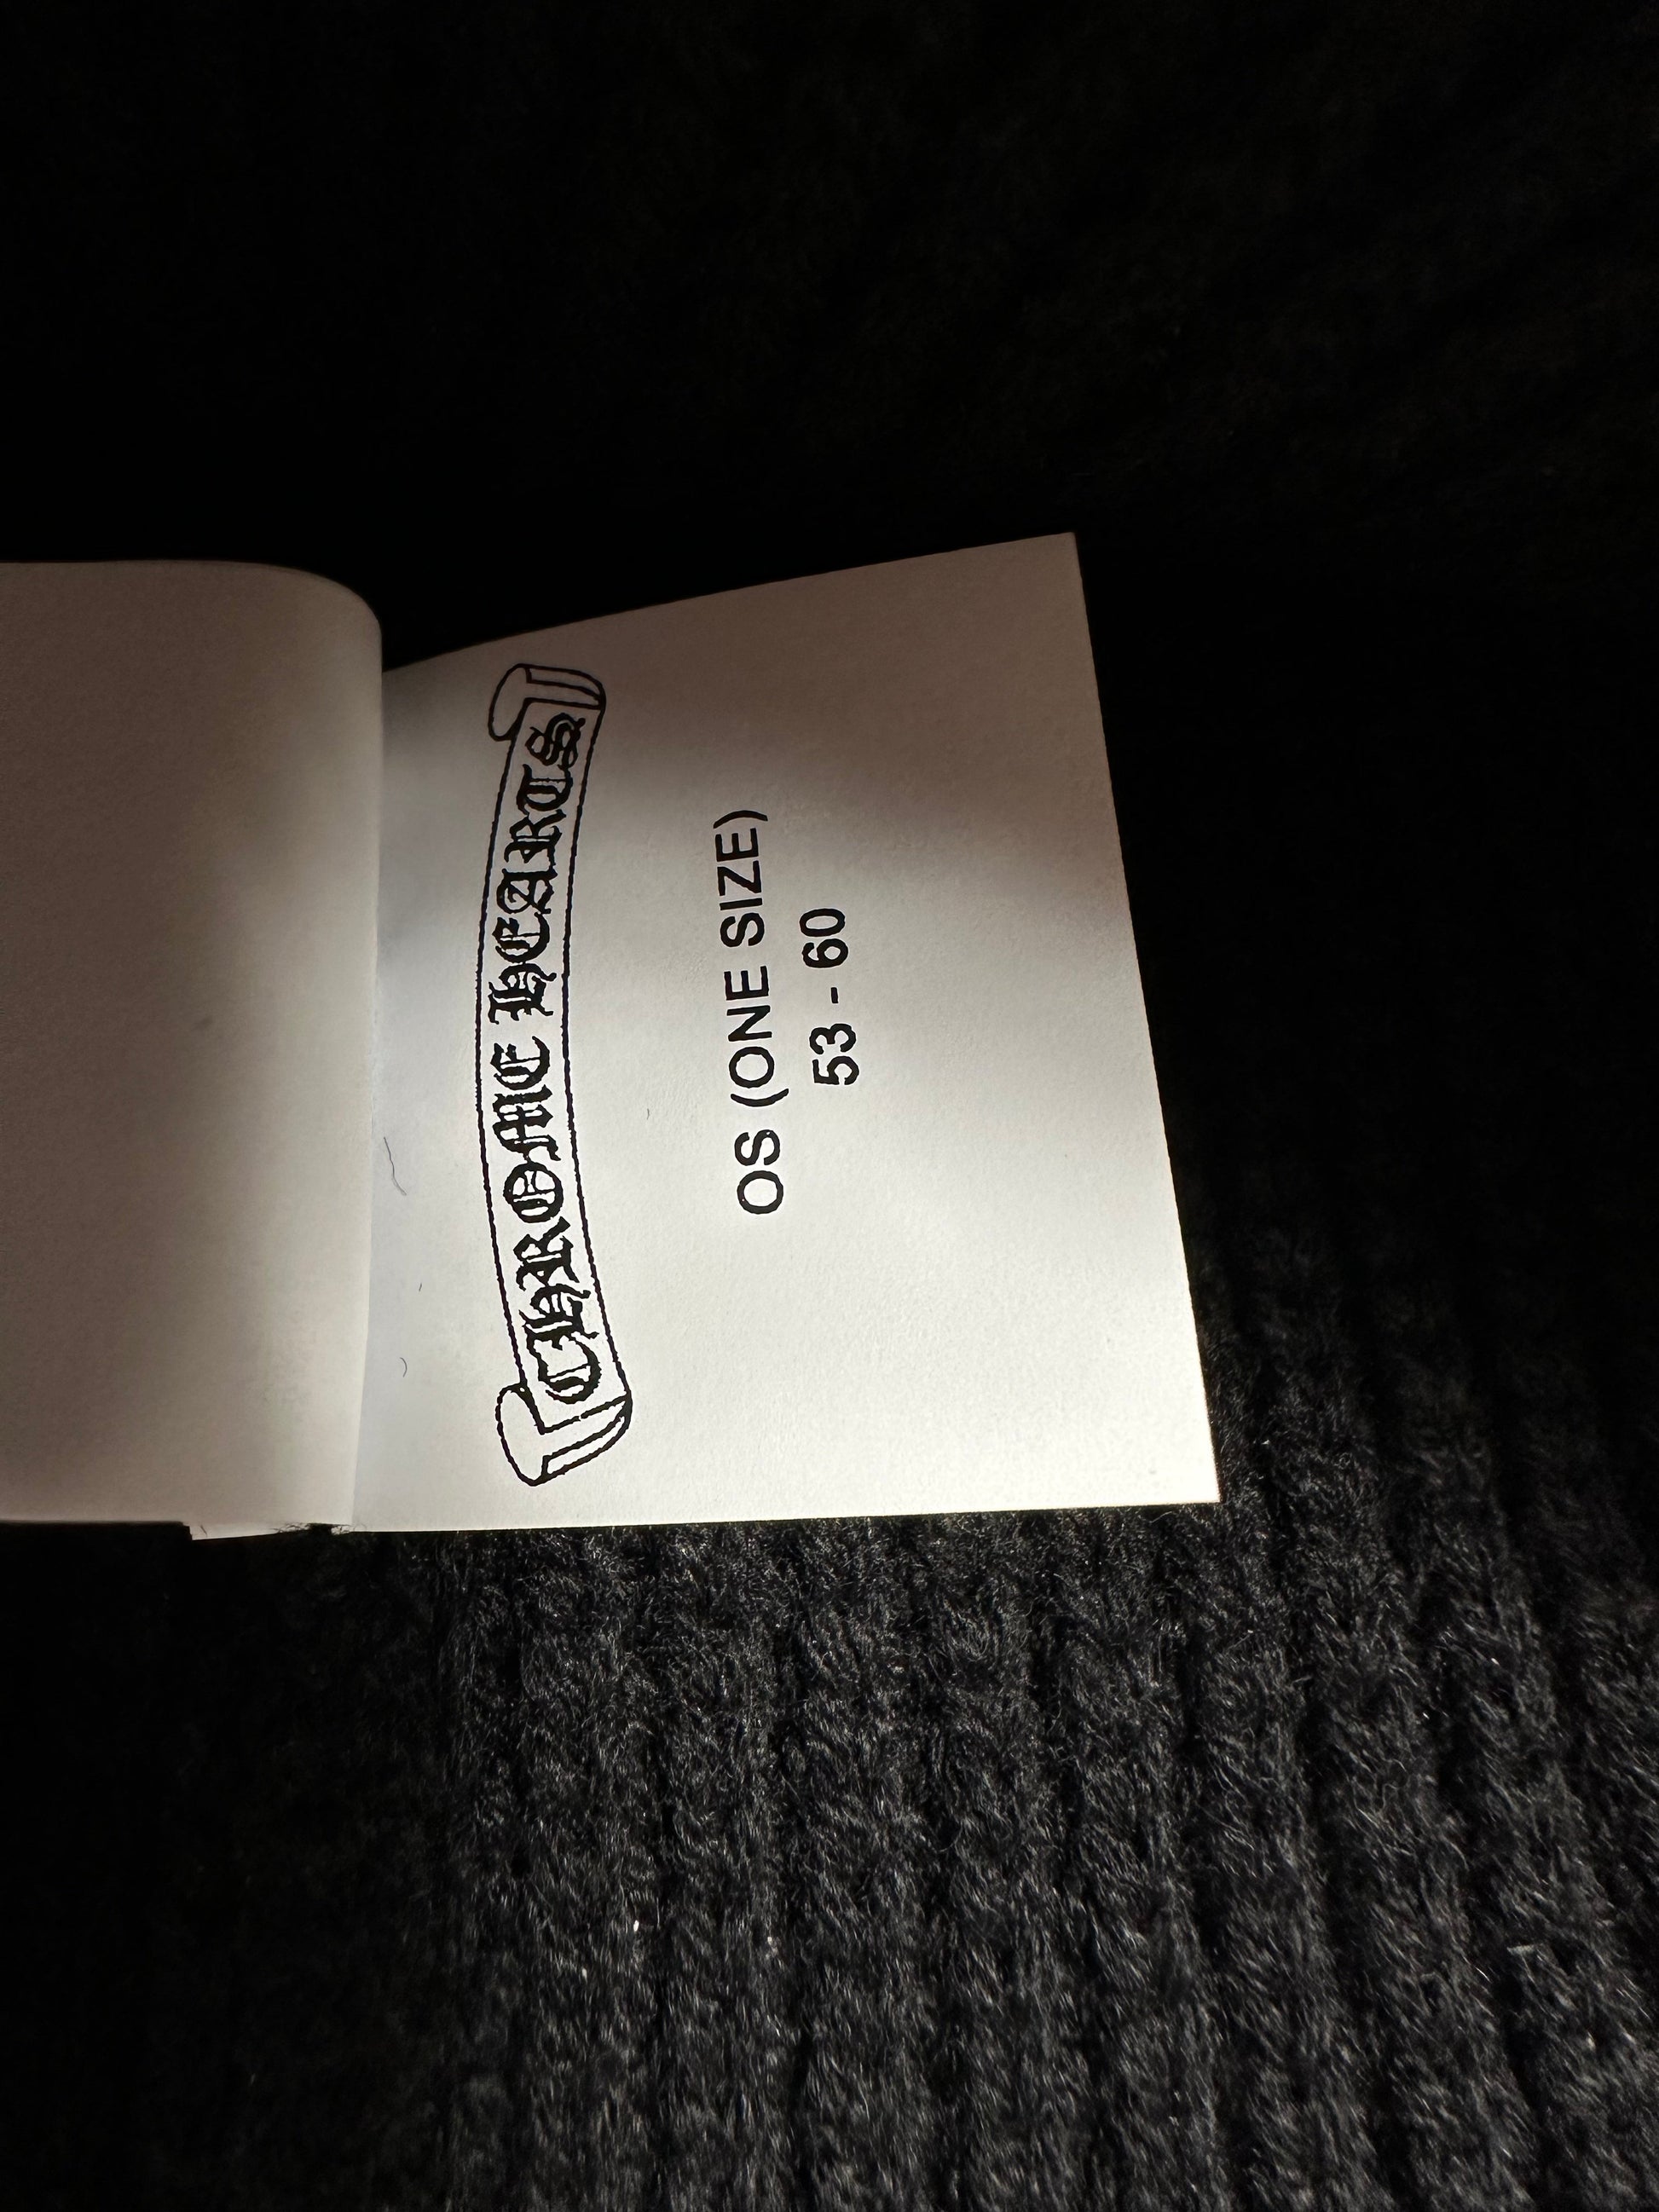 CHROME HEARTS
OS (ONE SIZE)
53 - 60